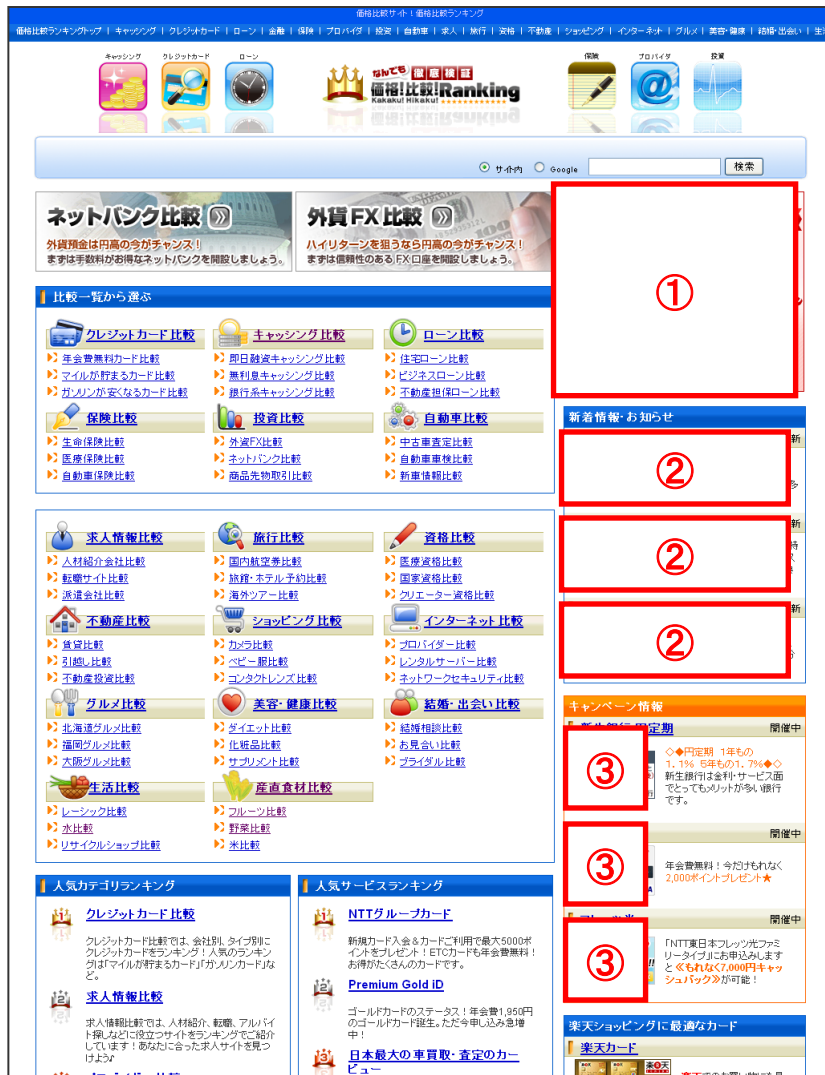 価格比較サイト！価格比較ランキング
価格比較ランキングトップ | キャッシング | クレジットカード | ローン | 金融 | 保険 | プロバイダ | 投資 | 自動車 | 求人 | 旅行 | 資格 | 不動産 | ショッピング | インターネット | グルメ | 美容・健康 | 結婚・出会い |
キャッシング クレジットカード ローン
なんでも徹底検証
価格!比較!Ranking
Kakaku! Hikaku!
保険 プロバイダ 投資
サイト内 Google 検索
ネットバンク比較
外貨預金は円高の今がチャンス！
まずは手数料がお得なネットバンクを開設しましょう。
外貨FX比較
ハイリターンを狙うなら円高の今がチャンス！
まずは信頼性のあるFX口座を開設しましょう。
①
比較一覧から選ぶ
クレジットカード比較 キャッシング比較 ローン比較
年会費無料カード比較 即日融資キャッシング比較 住宅ローン比較
マイルが貯まるカード比較 無利息キャッシング比較 ビジネスローン比較
ガソリンが安くなるカード比較 銀行系キャッシング比較 不動産担保ローン比較
保険比較 投資比較 自動車比較
生命保険比較 外資FX比較 中古車査定比較
医療保険比較 ネットバンク比較 自動車車検比較
自動車保険比較 商品先物取引比較 新車情報比較
求人情報比較 旅行比較 資格比較
人材紹介会社比較 国内航空券比較 医療資格比較
転職サイト比較 旅館・ホテル予約比較 国家資格比較
派遣会社比較 海外ツアー比較 クリエーター資格比較
不動産比較 ショッピング比較 インターネット比較
賃貸比較 カメラ比較 プロバイダー比較
引越し比較 ベビー服比較 レンタルサーバー比較
不動産投資比較 コンタクトレンズ比較 ネットワークセキュリティ比較
グルメ比較 美容・健康比較 結婚・出会い比較
北海道グルメ比較 ダイエット比較 結婚相談比較
福岡グルメ比較 化粧品比較 お見合い比較
大阪グルメ比較 サプリメント比較 ブライダル比較
生活比較 産直食材比較
レーシック比較 フルーツ比較
水比較 野菜比較
リサイクルショップ比較 米比較
新着情報・お知らせ
新
②
新
②
新
②
キャンペーン情報
開催中
③
◇◆円定期 1年もの
1.1% 5年もの1.7%◆◇
新生銀行は金利・サービス面
でとってもメリットが多い銀行
です。
開催中
③
年会費無料！今だけもれなく
2,000ポイントプレゼント★
開催中
③
「NTT東日本フレッツ光ファミ
リータイプ」にお申込みします
と≪もれなく7,000円キャッ
シュバック≫が可能！
人気カテゴリランキング
1 クレジットカード比較
クレジットカード比較では、会社別、タイプ別に
クレジットカードをランキング！人気のランキン
グは「マイルが貯まるカード」「ガソリンカード」な
ど。
2 求人情報比較
求人情報比較では、人材紹介、転職、アルバイ
ト探しなどに役立つサイトをランキングでご紹介
しています！あなたに合った求人サイトを見つ
けよう♪
人気サービスランキング
1 NTTグループカード
新規カード入会＆カードご利用で最大5000ポ
イントをプレゼント！ETCカードも年会費無料！
お得がたくさんのカードです。
2 Premium Gold iD
ゴールドカードのステータス！年会費1,950円
のゴールドカード誕生。ただ今申し込み急増
中！
3 日本最大の車買取・査定のカー
ビュー
楽天ショッピングに最適なカード
楽天カード